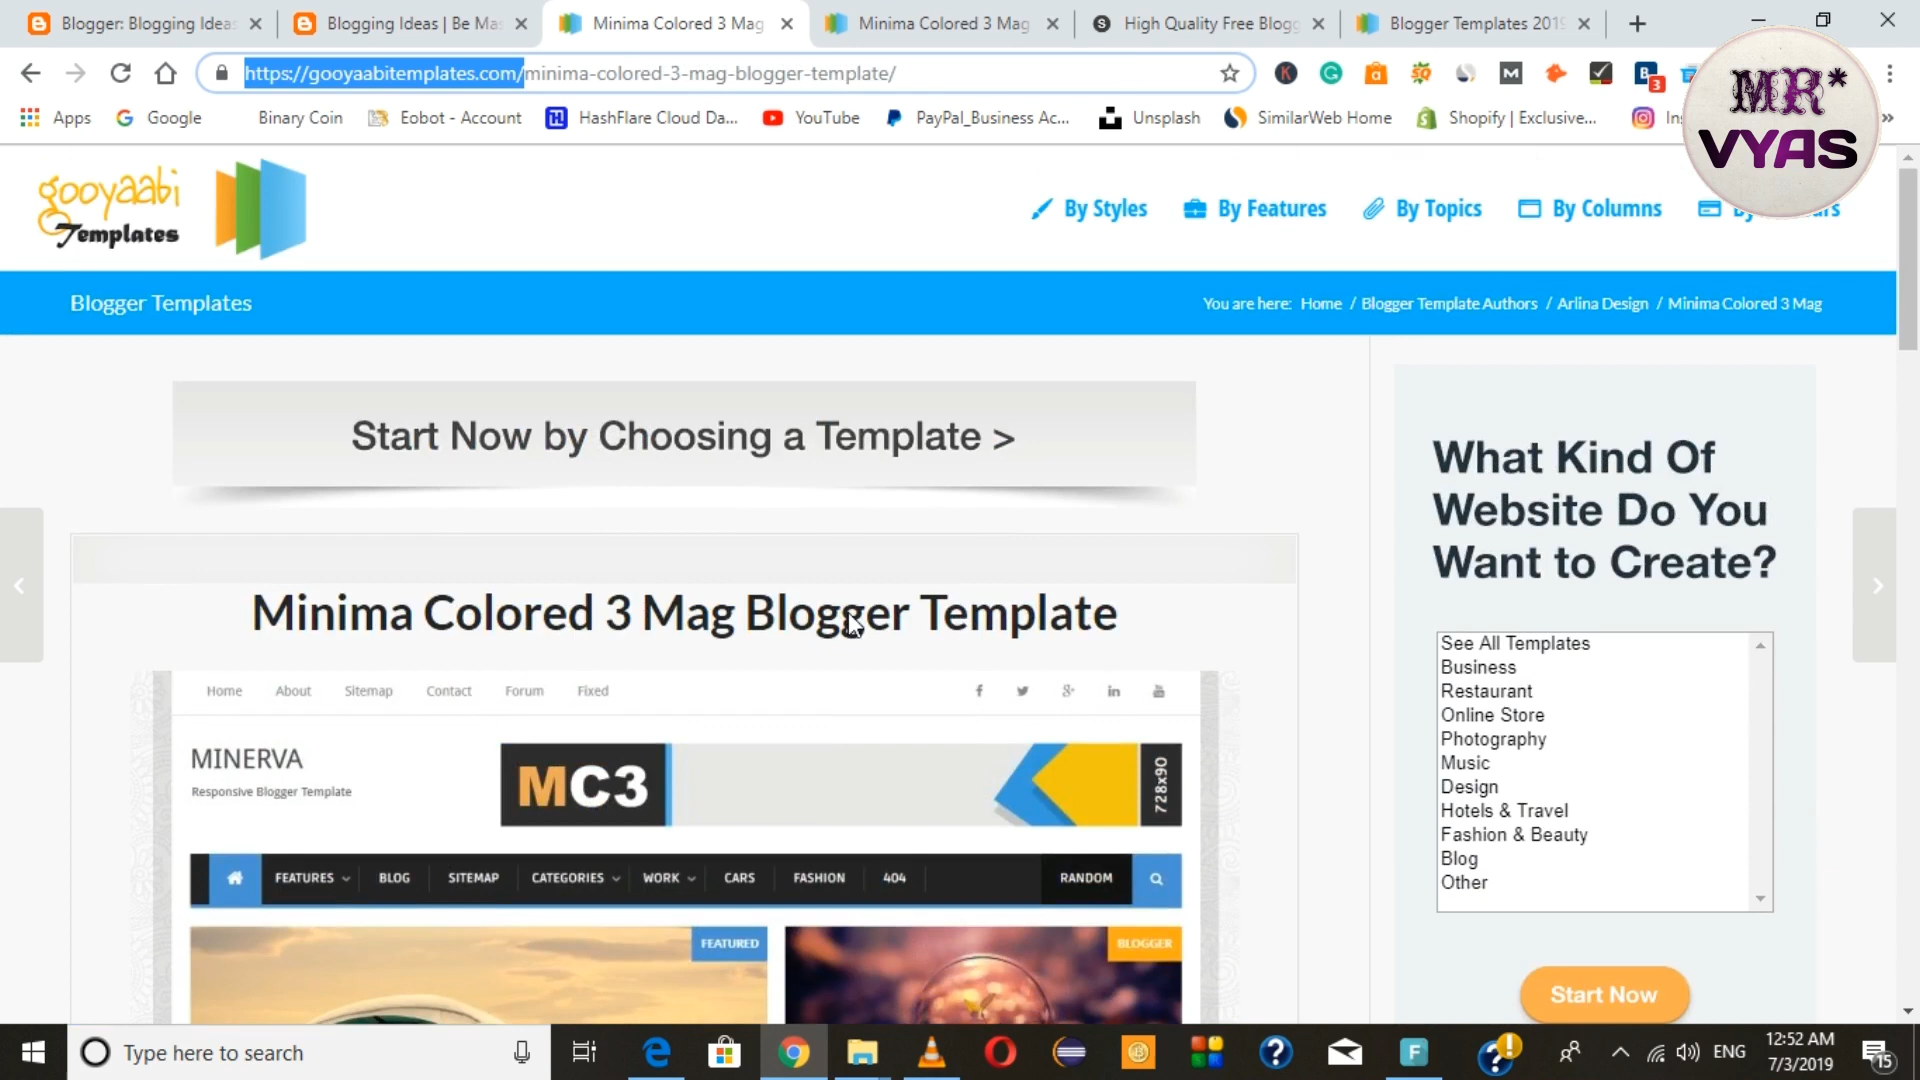 Blogger: Blogging Ideas
Blogging Ideas | Be Mas
Minima Colored 3 Mag
Minima Colored 3 Mag
High Quality Free Blogg
Blogger Templates 2019
https://gooyaabitemplates.com/minima-colored-3-mag-blogger-template/
Apps
Google
Binary Coin
Eobot - Account
HashFlare Cloud Da...
YouTube
PayPal_Business Ac...
Unsplash
SimilarWeb Home
Shopify | Exclusive...
MR*
VYAS
gooyaabi
Templates
By Styles
By Features
By Topics
By Columns
Blogger Templates
You are here: Home / Blogger Template Authors / Arlina Design / Minima Colored 3 Mag
Start Now by Choosing a Template >
What Kind Of
Website Do You
Want to Create?
Minima Colored 3 Mag Blogger Template
See All Templates
Business
Restaurant
Online Store
Photography
Music
Design
Hotels & Travel
Fashion & Beauty
Blog
Other
Start Now
Home About Sitemap Contact Forum Fixed
MINERVA
Responsive Blogger Template
MC3
728x90
FEATURES BLOG SITEMAP CATEGORIES WORK CARS FASHION 404 RANDOM
FEATURED
BLOGGER
Type here to search
ENG
12:52 AM
7/3/2019
15